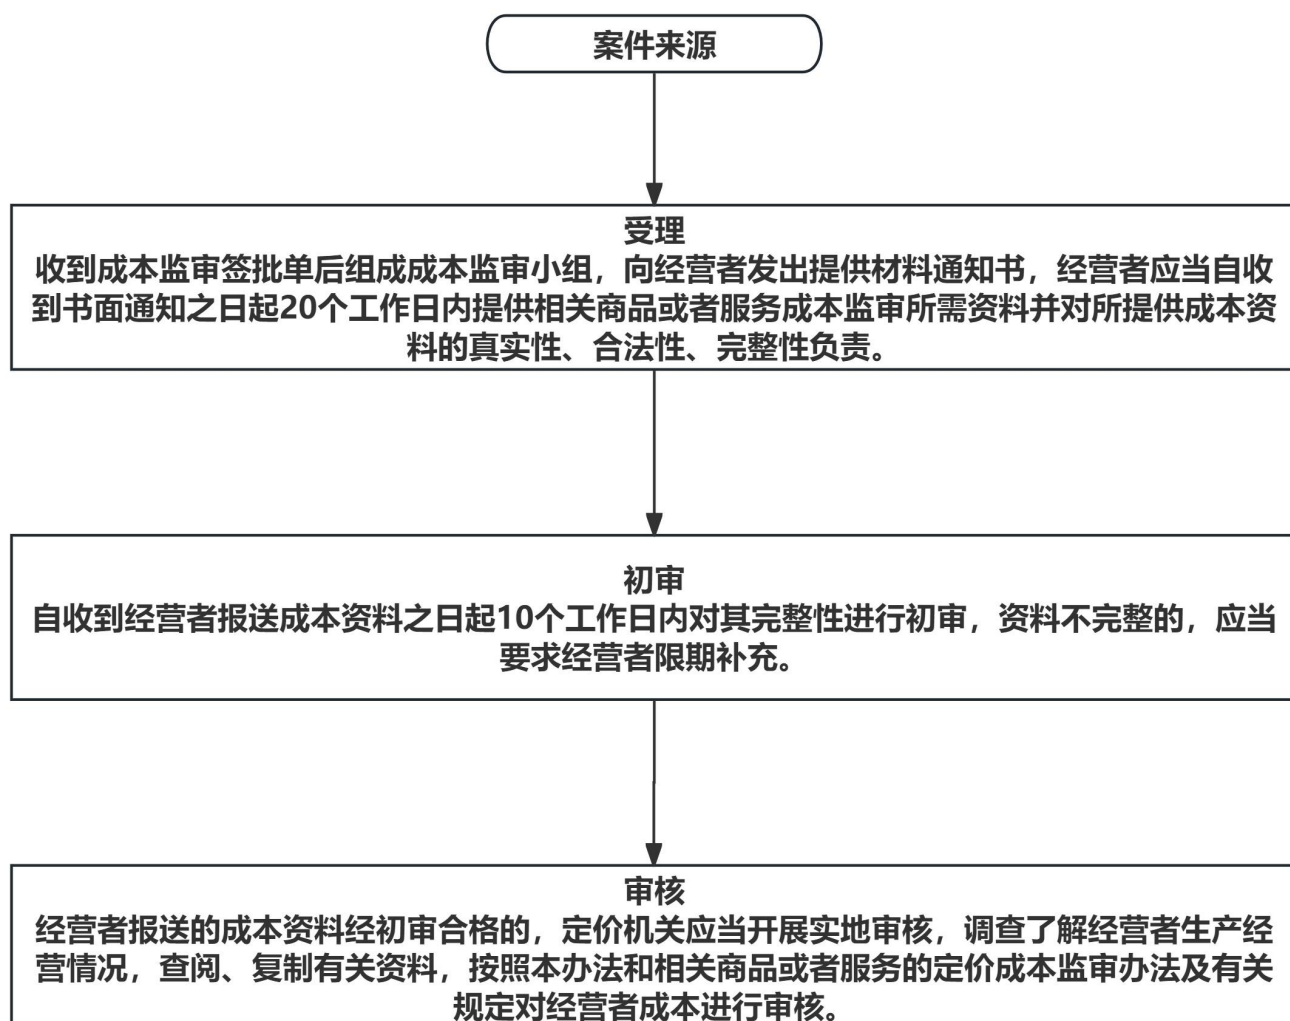 案件来源
受理
收到成本监审签批单后组成成本监审小组，向经营者发出提供材料通知书，经营者应当自收
到书面通知之日起20个工作日内提供相关商品或者服务成本监审所需资料并对所提供成本资
料的真实性、合法性、完整性负责。
初审
自收到经营者报送成本资料之日起10个工作日内对其完整性进行初审，资料不完整的，应当
要求经营者限期补充。
审核
经营者报送的成本资料经初审合格的，定价机关应当开展实地审核，调查了解经营者生产经
营情况，查阅、复制有关资料，按照本办法和相关商品或者服务的定价成本监审办法及有关
规定对经营者成本进行审核。